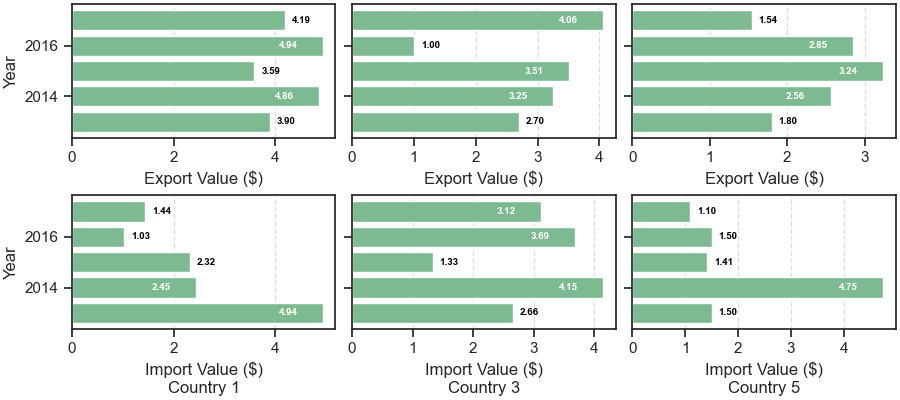 4.19
4.94
3.59
4.86
3.90
2016
2014
Year
0 2 4
Export Value ($)
4.06
1.00
3.51
3.25
2.70
0 1 2 3 4
Export Value ($)
1.54
2.85
3.24
2.56
1.80
0 1 2 3
Export Value ($)
1.44
1.03
2.32
2.45
4.94
2016
2014
Year
0 2 4
Import Value ($)
Country 1
3.12
3.69
1.33
4.15
2.66
0 1 2 3 4
Import Value ($)
Country 3
1.10
1.50
1.41
4.75
1.50
0 1 2 3 4
Import Value ($)
Country 5